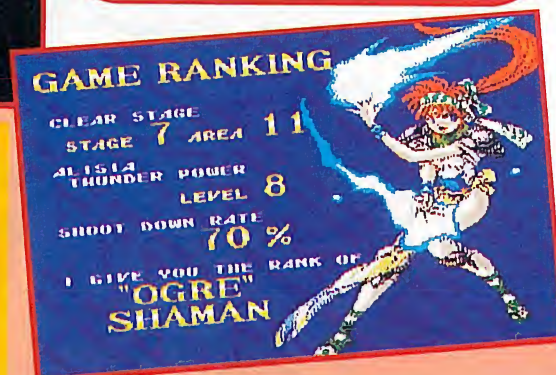 GAME RANKING
CLEAR STAGE
STAGE 7 AREA 11
ALISIA
THUNDER POWER
LEVEL 8
SHOOT DOWN RATE
70 %
I GIVE YOU THE RANK OF
"OGRE"
SHAMAN